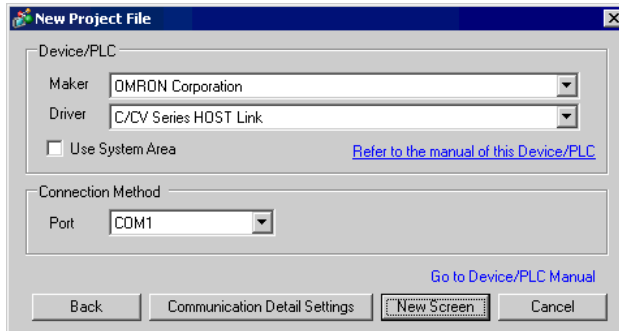 New Project File
Device/PLC
Maker OMRON Corporation
Driver C/CV Series HOST Link
Use System Area Refer to the manual of this Device/PLC
Connection Method
Port COM1
Go to Device/PLC Manual
Back Communication Detail Settings New Screen Cancel